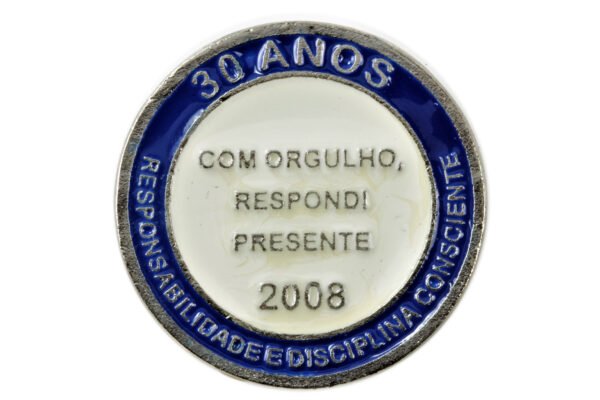 30 ANOS
COM ORGULHO,
RESPONDI
PRESENTE
2008
RESPONSABILIDADE E DISCIPLINA CONSCIENTE